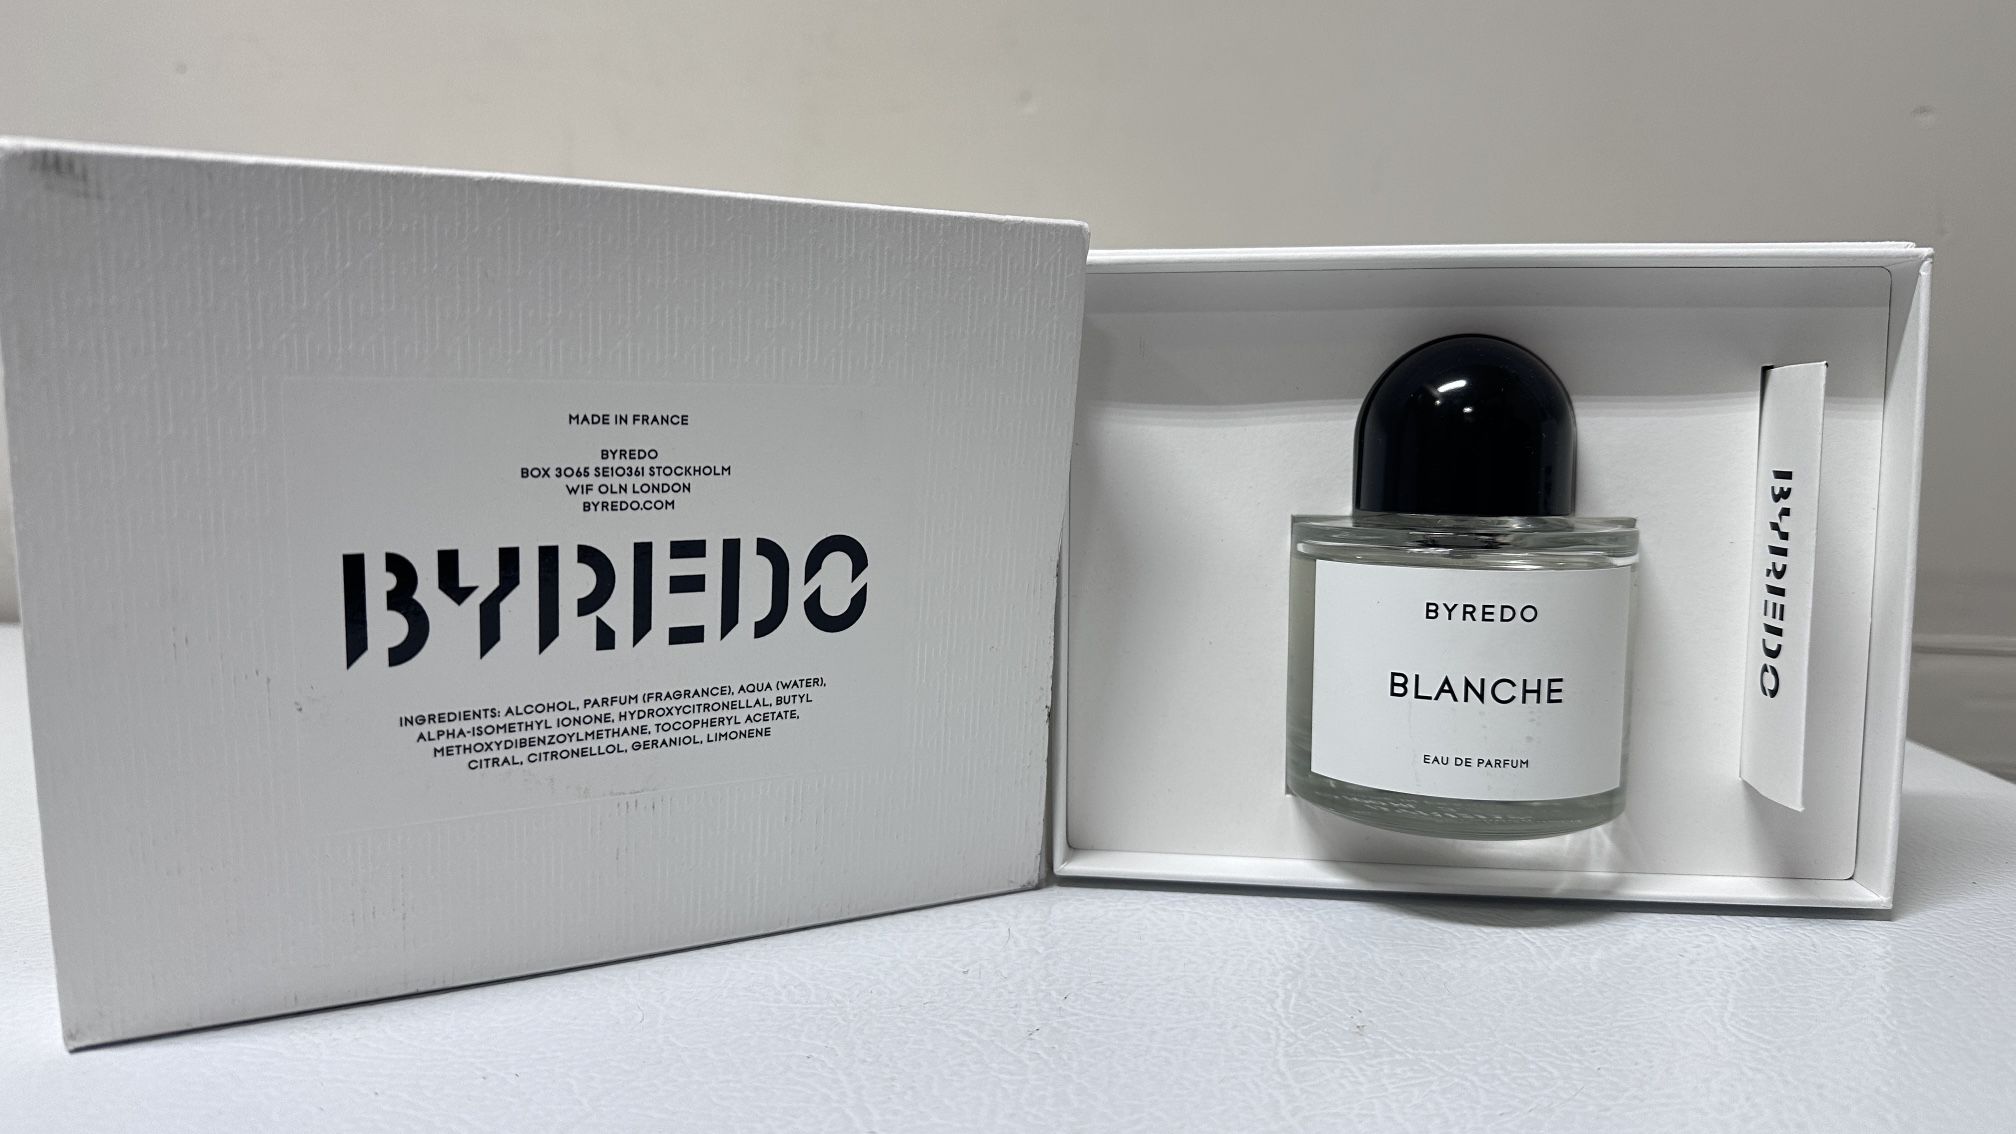 MADE IN FRANCE
BYREDO
BOX 3065 SE10361 STOCKHOLM
W1F OLN LONDON
BYREDO.COM
BYREDO
INGREDIENTS: ALCOHOL, PARFUM (FRAGRANCE), AQUA (WATER),
ALPHA-ISOMETHYL IONONE, HYDROXYCITRONELLAL, BUTYL
METHOXYDIBENZOYLMETHANE, TOCOPHERYL ACETATE,
CITRAL, CITRONELLOL, GERANIOL, LIMONENE
BYREDO
BLANCHE
EAU DE PARFUM
BYREDO